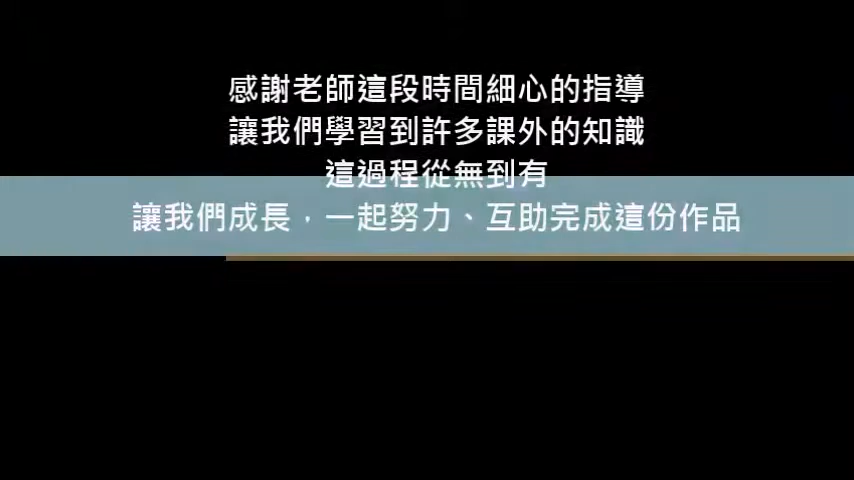 感謝老師這段時間細心的指導
讓我們學習到許多課外的知識
這過程從無到有
讓我們成長，一起努力、互助完成這份作品